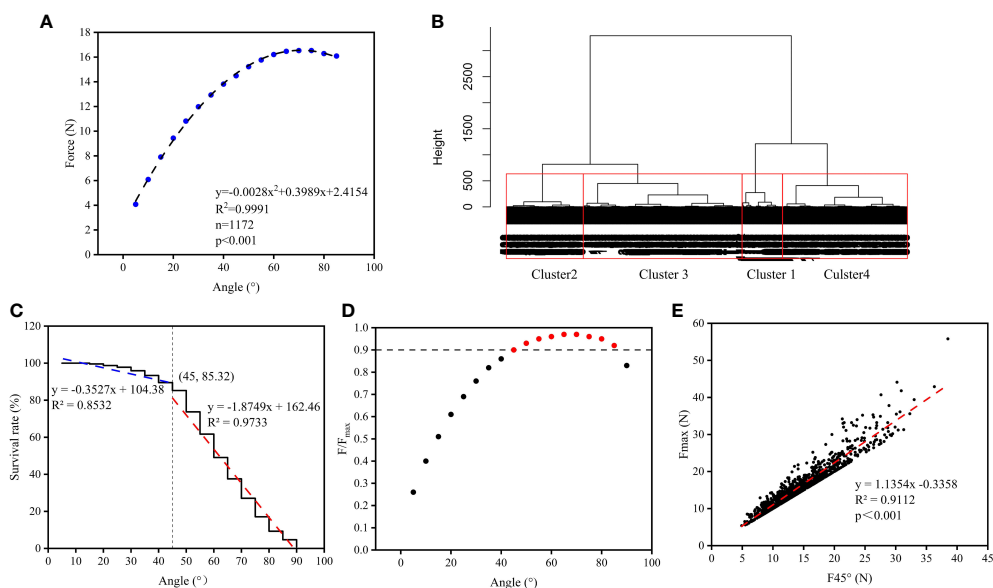 A
Force (N)
18
16
14
12
10
8
6
4
2
0
y=-0.0028x²+0.3989x+2.4154
R²=0.9991
n=1172
p<0.001
0 20 40 60 80 100
Angle (°)
B
Height
2500
1500
500
0
Cluster2 Cluster 3 Cluster 1 Culster4
C
Survival rate (%)
120
100
80
60
40
20
0
(45, 85.32)
y = -0.3527x + 104.38
R² = 0.8532
y = -1.8749x + 162.46
R² = 0.9733
0 10 20 30 40 50 60 70 80 90 100
Angle (°)
D
F/Fmax
1.0
0.9
0.9
0.8
0.7
0.6
0.5
0.4
0.3
0.2
0.1
0.0
0 20 40 60 80 100
Angle (°)
E
Fmax (N)
60
50
40
30
20
10
0
y = 1.1354x -0.3358
R² = 0.9112
p<0.001
0 5 10 15 20 25 30 35 40 45
F45° (N)